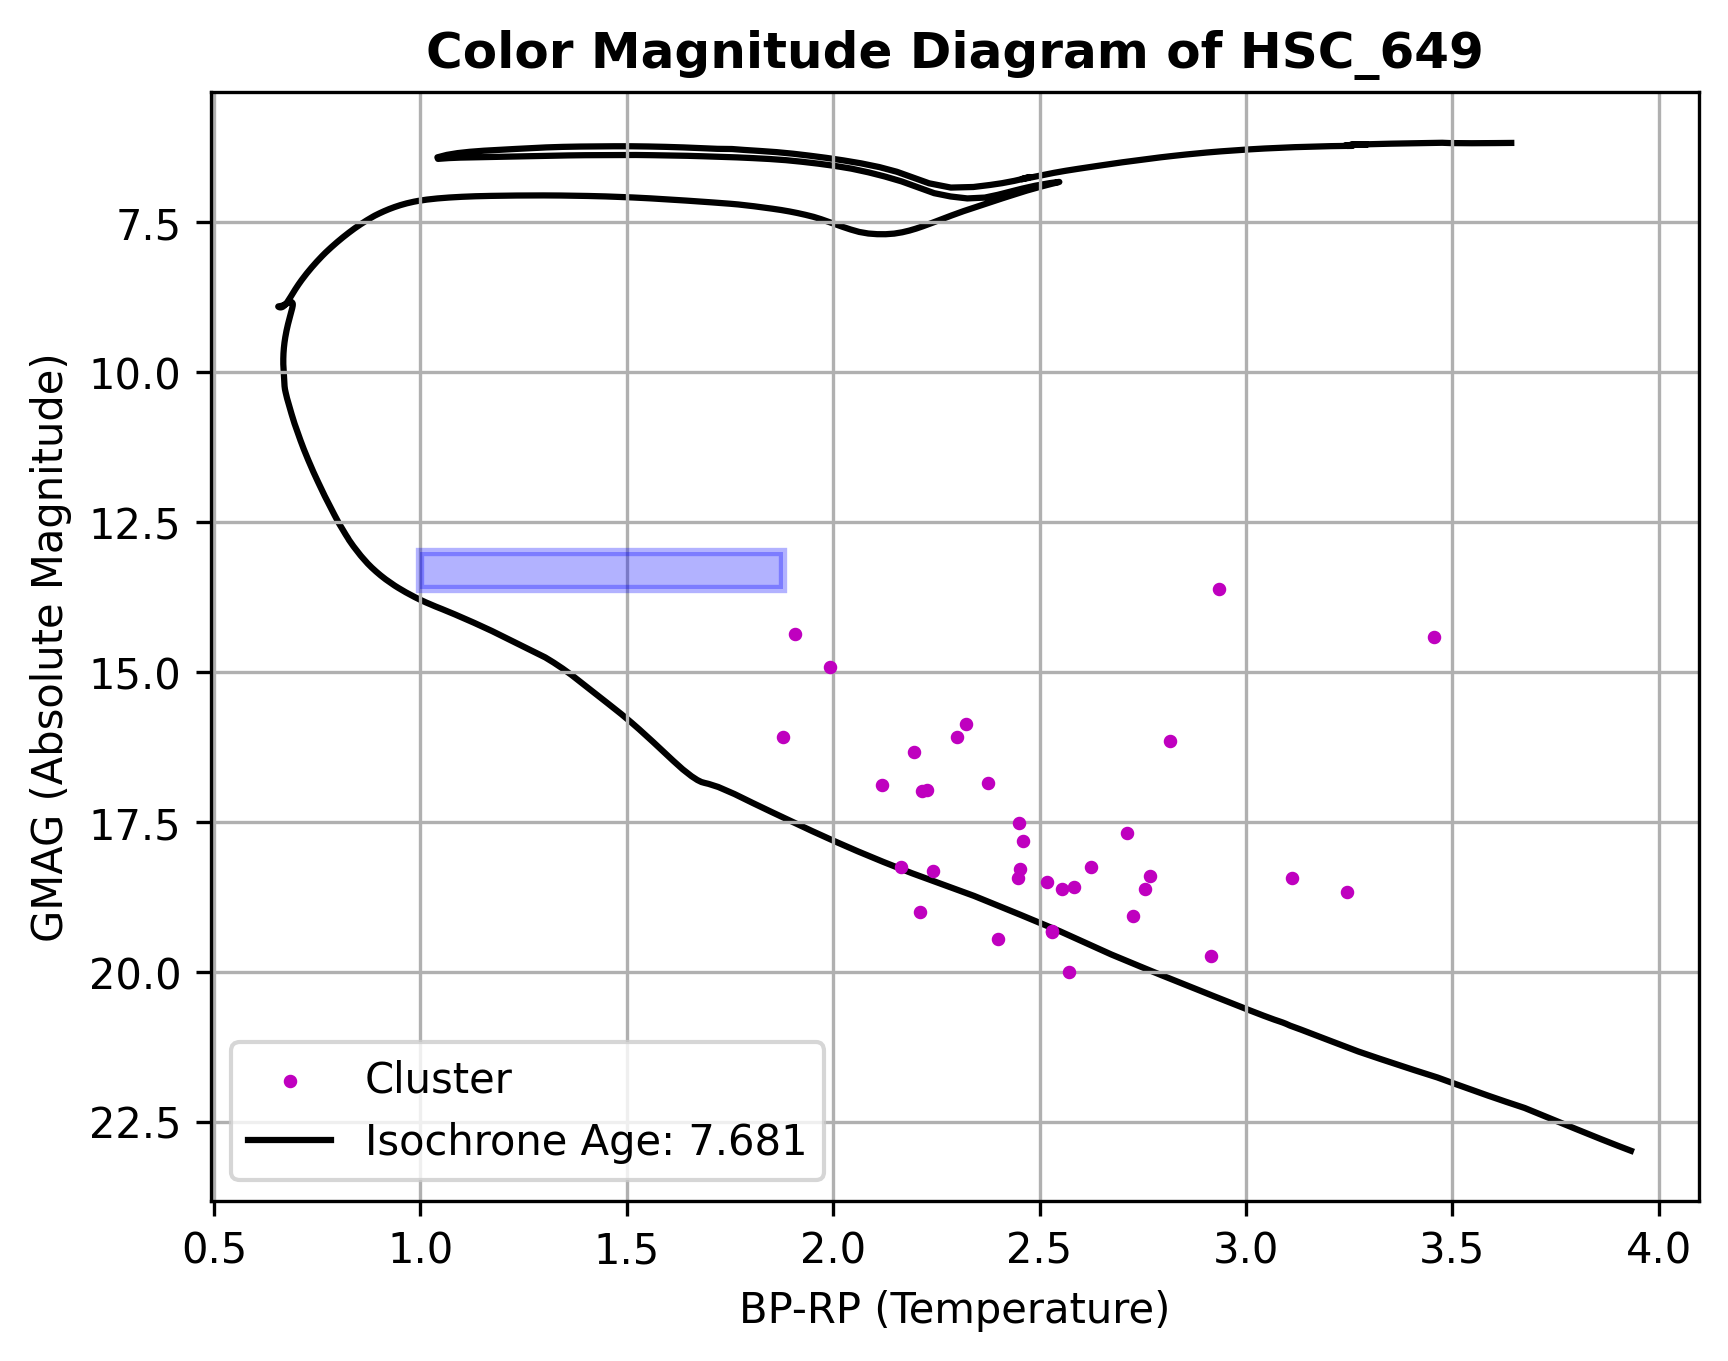 Color Magnitude Diagram of HSC_649
GMAG (Absolute Magnitude)
7.5
10.0
12.5
15.0
17.5
20.0
22.5
Cluster
Isochrone Age: 7.681
0.5 1.0 1.5 2.0 2.5 3.0 3.5 4.0
BP-RP (Temperature)